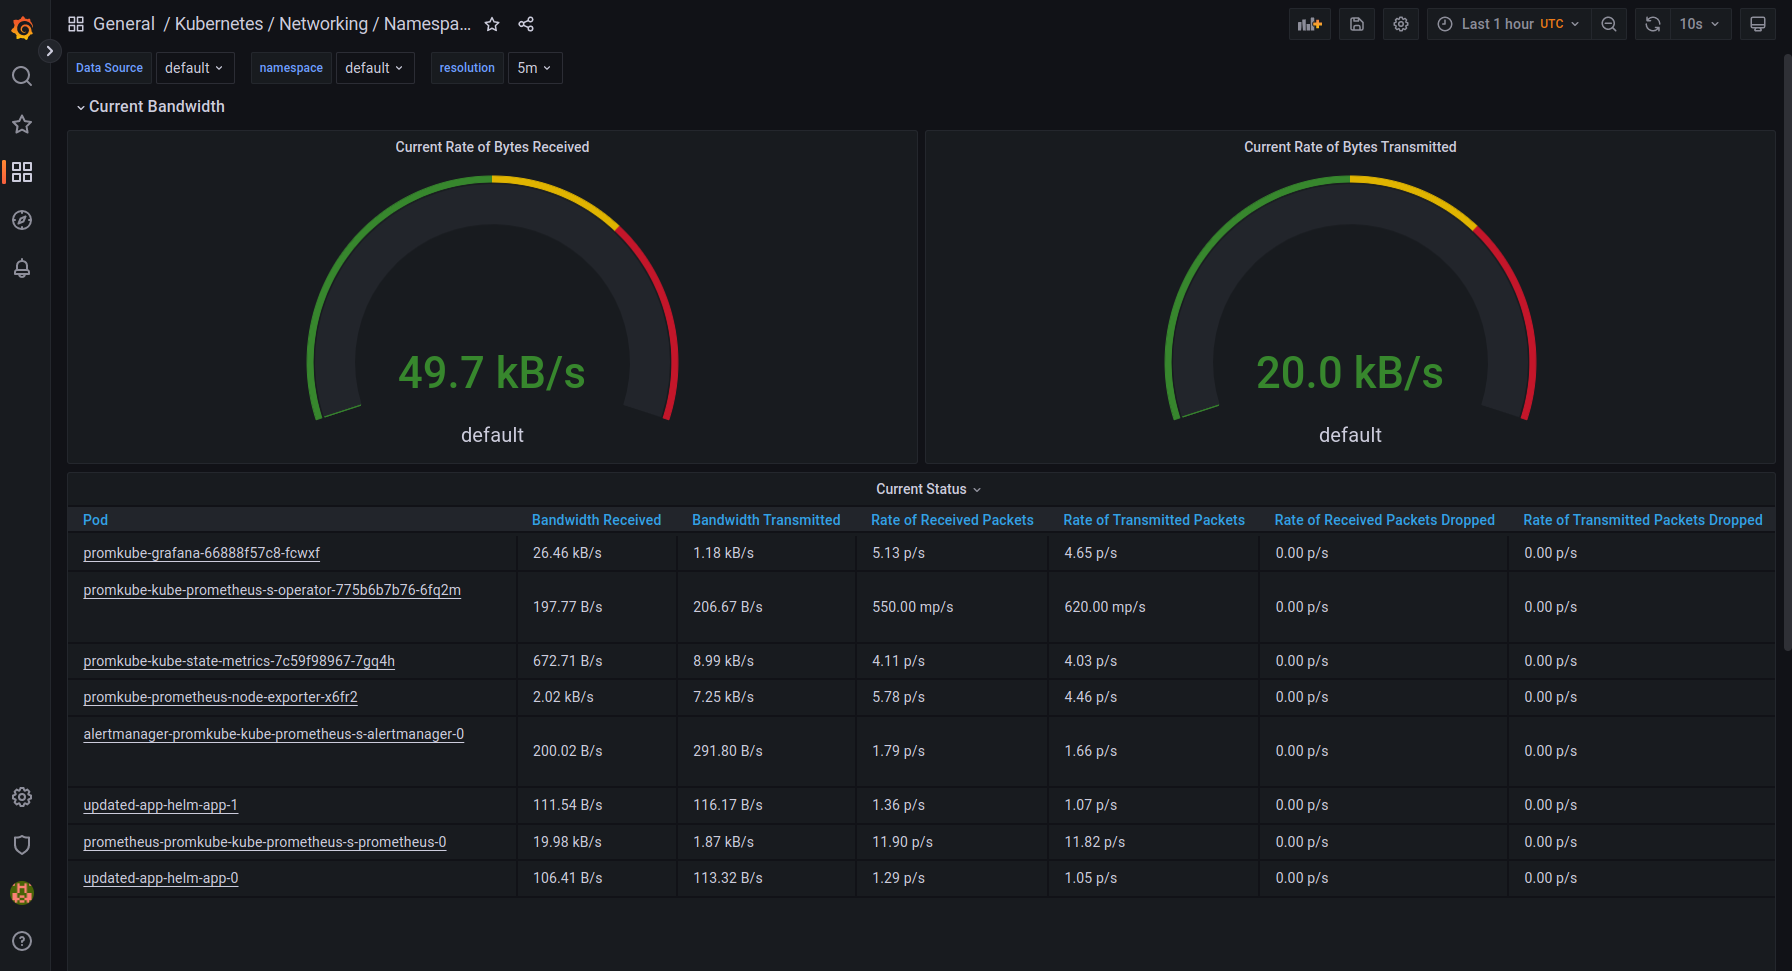 General / Kubernetes / Networking / Namespa...
Last 1 hour UTC
10s
Data Source default namespace default resolution 5m
Current Bandwidth
Current Rate of Bytes Received
49.7 kB/s
default
Current Rate of Bytes Transmitted
20.0 kB/s
default
Current Status
Pod Bandwidth Received Bandwidth Transmitted Rate of Received Packets Rate of Transmitted Packets Rate of Received Packets Dropped Rate of Transmitted Packets Dropped
promkube-grafana-66888f57c8-fcwxf 26.46 kB/s 1.18 kB/s 5.13 p/s 4.65 p/s 0.00 p/s 0.00 p/s
promkube-kube-prometheus-s-operator-775b6b7b76-6fq2m 197.77 B/s 206.67 B/s 550.00 mp/s 620.00 mp/s 0.00 p/s 0.00 p/s
promkube-kube-state-metrics-7c59f98967-7gq4h 672.71 B/s 8.99 kB/s 4.11 p/s 4.03 p/s 0.00 p/s 0.00 p/s
promkube-prometheus-node-exporter-x6fr2 2.02 kB/s 7.25 kB/s 5.78 p/s 4.46 p/s 0.00 p/s 0.00 p/s
alertmanager-promkube-kube-prometheus-s-alertmanager-0 200.02 B/s 291.80 B/s 1.79 p/s 1.66 p/s 0.00 p/s 0.00 p/s
updated-app-helm-app-1 111.54 B/s 116.17 B/s 1.36 p/s 1.07 p/s 0.00 p/s 0.00 p/s
prometheus-promkube-kube-prometheus-s-prometheus-0 19.98 kB/s 1.87 kB/s 11.90 p/s 11.82 p/s 0.00 p/s 0.00 p/s
updated-app-helm-app-0 106.41 B/s 113.32 B/s 1.29 p/s 1.05 p/s 0.00 p/s 0.00 p/s